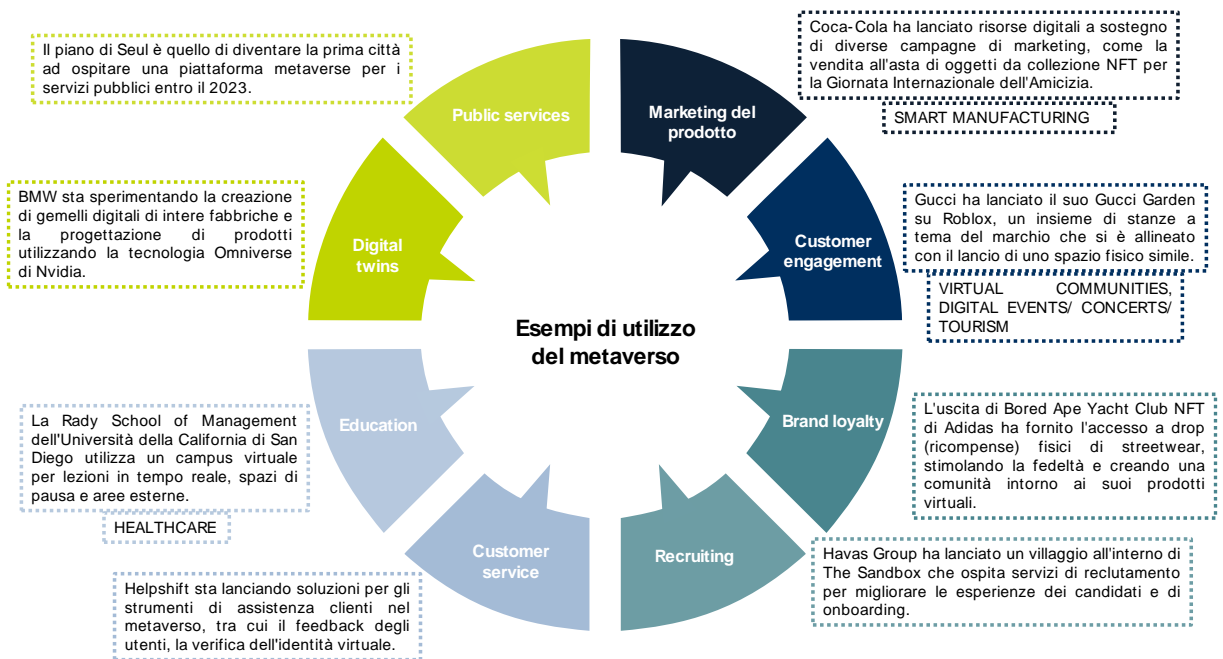 Il piano di Seul è quello di diventare la prima città
ad ospitare una piattaforma metaverse per i
servizi pubblici entro il 2023.
Coca-Cola ha lanciato risorse digitali a sostegno
di diverse campagne di marketing, come la
vendita all'asta di oggetti da collezione NFT per
la Giornata Internazionale dell'Amicizia.
SMART MANUFACTURING
Public services
Marketing del
prodotto
BMW sta sperimentando la creazione
di gemelli digitali di intere fabbriche e
la progettazione di prodotti
utilizzando la tecnologia Omniverse
di Nvidia.
Digital
twins
Customer
engagement
Gucci ha lanciato il suo Gucci Garden
su Roblox, un insieme di stanze a
tema del marchio che si è allineato
con il lancio di uno spazio fisico simile.
VIRTUAL COMMUNITIES,
DIGITAL EVENTS/ CONCERTS/
TOURISM
Esempi di utilizzo
del metaverso
La Rady School of Management
dell'Università della California di San
Diego utilizza un campus virtuale
per lezioni in tempo reale, spazi di
pausa e aree esterne.
HEALTHCARE
Education
Brand loyalty
L'uscita di Bored Ape Yacht Club NFT
di Adidas ha fornito l'accesso a drop
(ricompense) fisici di streetwear,
stimolando la fedeltà e creando una
comunità intorno ai suoi prodotti
virtuali.
Customer
service
Recruiting
Helpshift sta lanciando soluzioni per gli
strumenti di assistenza clienti nel
metaverso, tra cui il feedback degli
utenti, la verifica dell'identità virtuale.
Havas Group ha lanciato un villaggio all'interno di
The Sandbox che ospita servizi di reclutamento
per migliorare le esperienze dei candidati e di
onboarding.